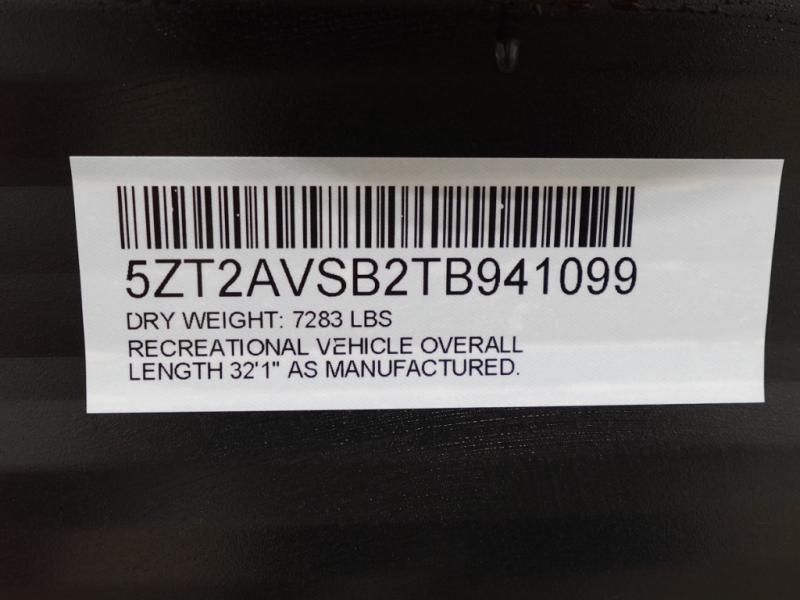 5ZT2AVSB2TB941099
DRY WEIGHT: 7283 LBS
RECREATIONAL VEHICLE OVERALL
LENGTH 32'1" AS MANUFACTURED.